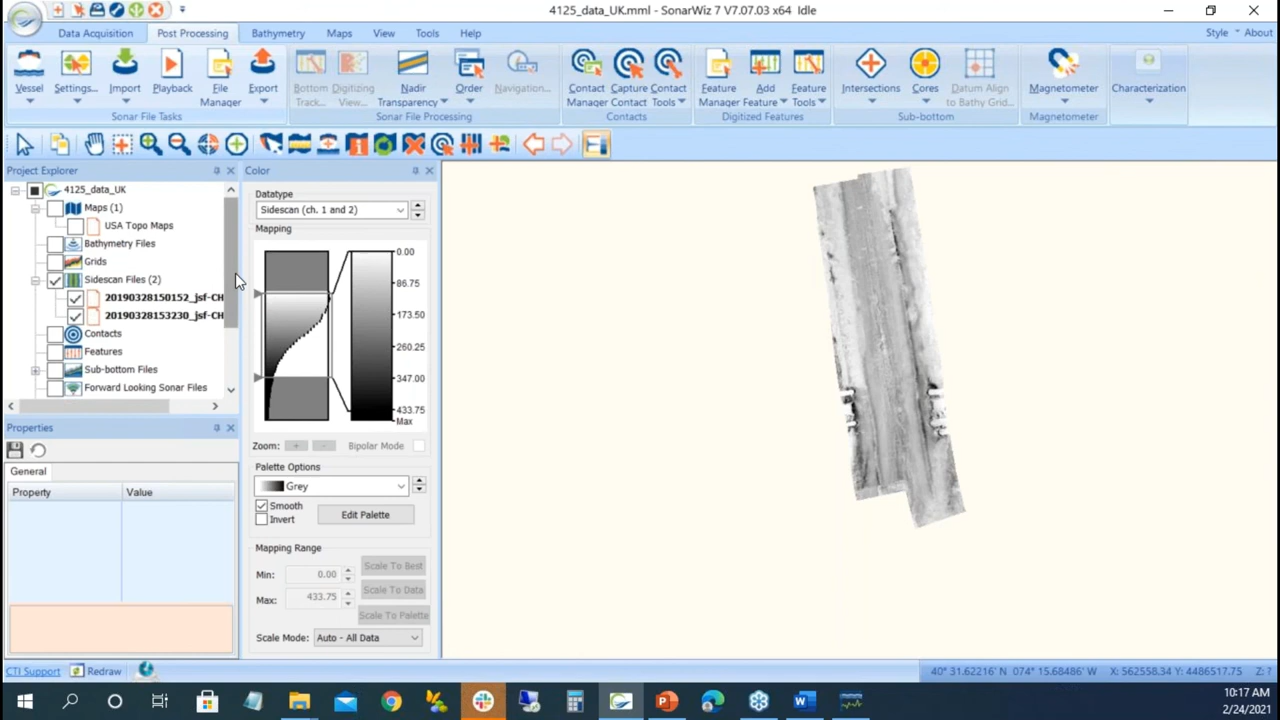 4125_data_UK.mml - SonarWiz 7 V7.07.03 x64 Idle
Data Acquisition Post Processing Bathymetry Maps View Tools Help Style About
Vessel Settings... Import Playback File Manager Export
Sonar File Tasks
Bottom Track... Digitizing View... Nadir Transparency Order Navigation...
Sonar File Processing
Contact Manager Capture Contact Contact Tools
Contacts
Feature Manager Add Feature Feature Tools
Digitized Features
Intersections Cores Datum Align to Bathy Grid...
Sub-bottom
Magnetometer
Magnetometer
Characterization
Project Explorer
4125_data_UK
Maps (1)
USA Topo Maps
Bathymetry Files
Grids
Sidescan Files (2)
20190328150152_jsf-CH
20190328153230_jsf-CH
Contacts
Features
Sub-bottom Files
Forward Looking Sonar Files
Properties
General
Property Value
Color
Datatype
Sidescan (ch. 1 and 2)
Mapping
0.00
86.75
173.50
260.25
347.00
433.75
Max
Zoom: + - Bipolar Mode
Palette Options
Grey
Smooth
Invert
Edit Palette
Mapping Range
Min: 0.00
Max: 433.75
Scale To Best
Scale To Data
Scale To Palette
Scale Mode: Auto - All Data
CTI Support Redraw
40° 31.62216' N 074° 15.68486' W X: 562558.34 Y: 4486517.75 Z: ?
10:17 AM
2/24/2021